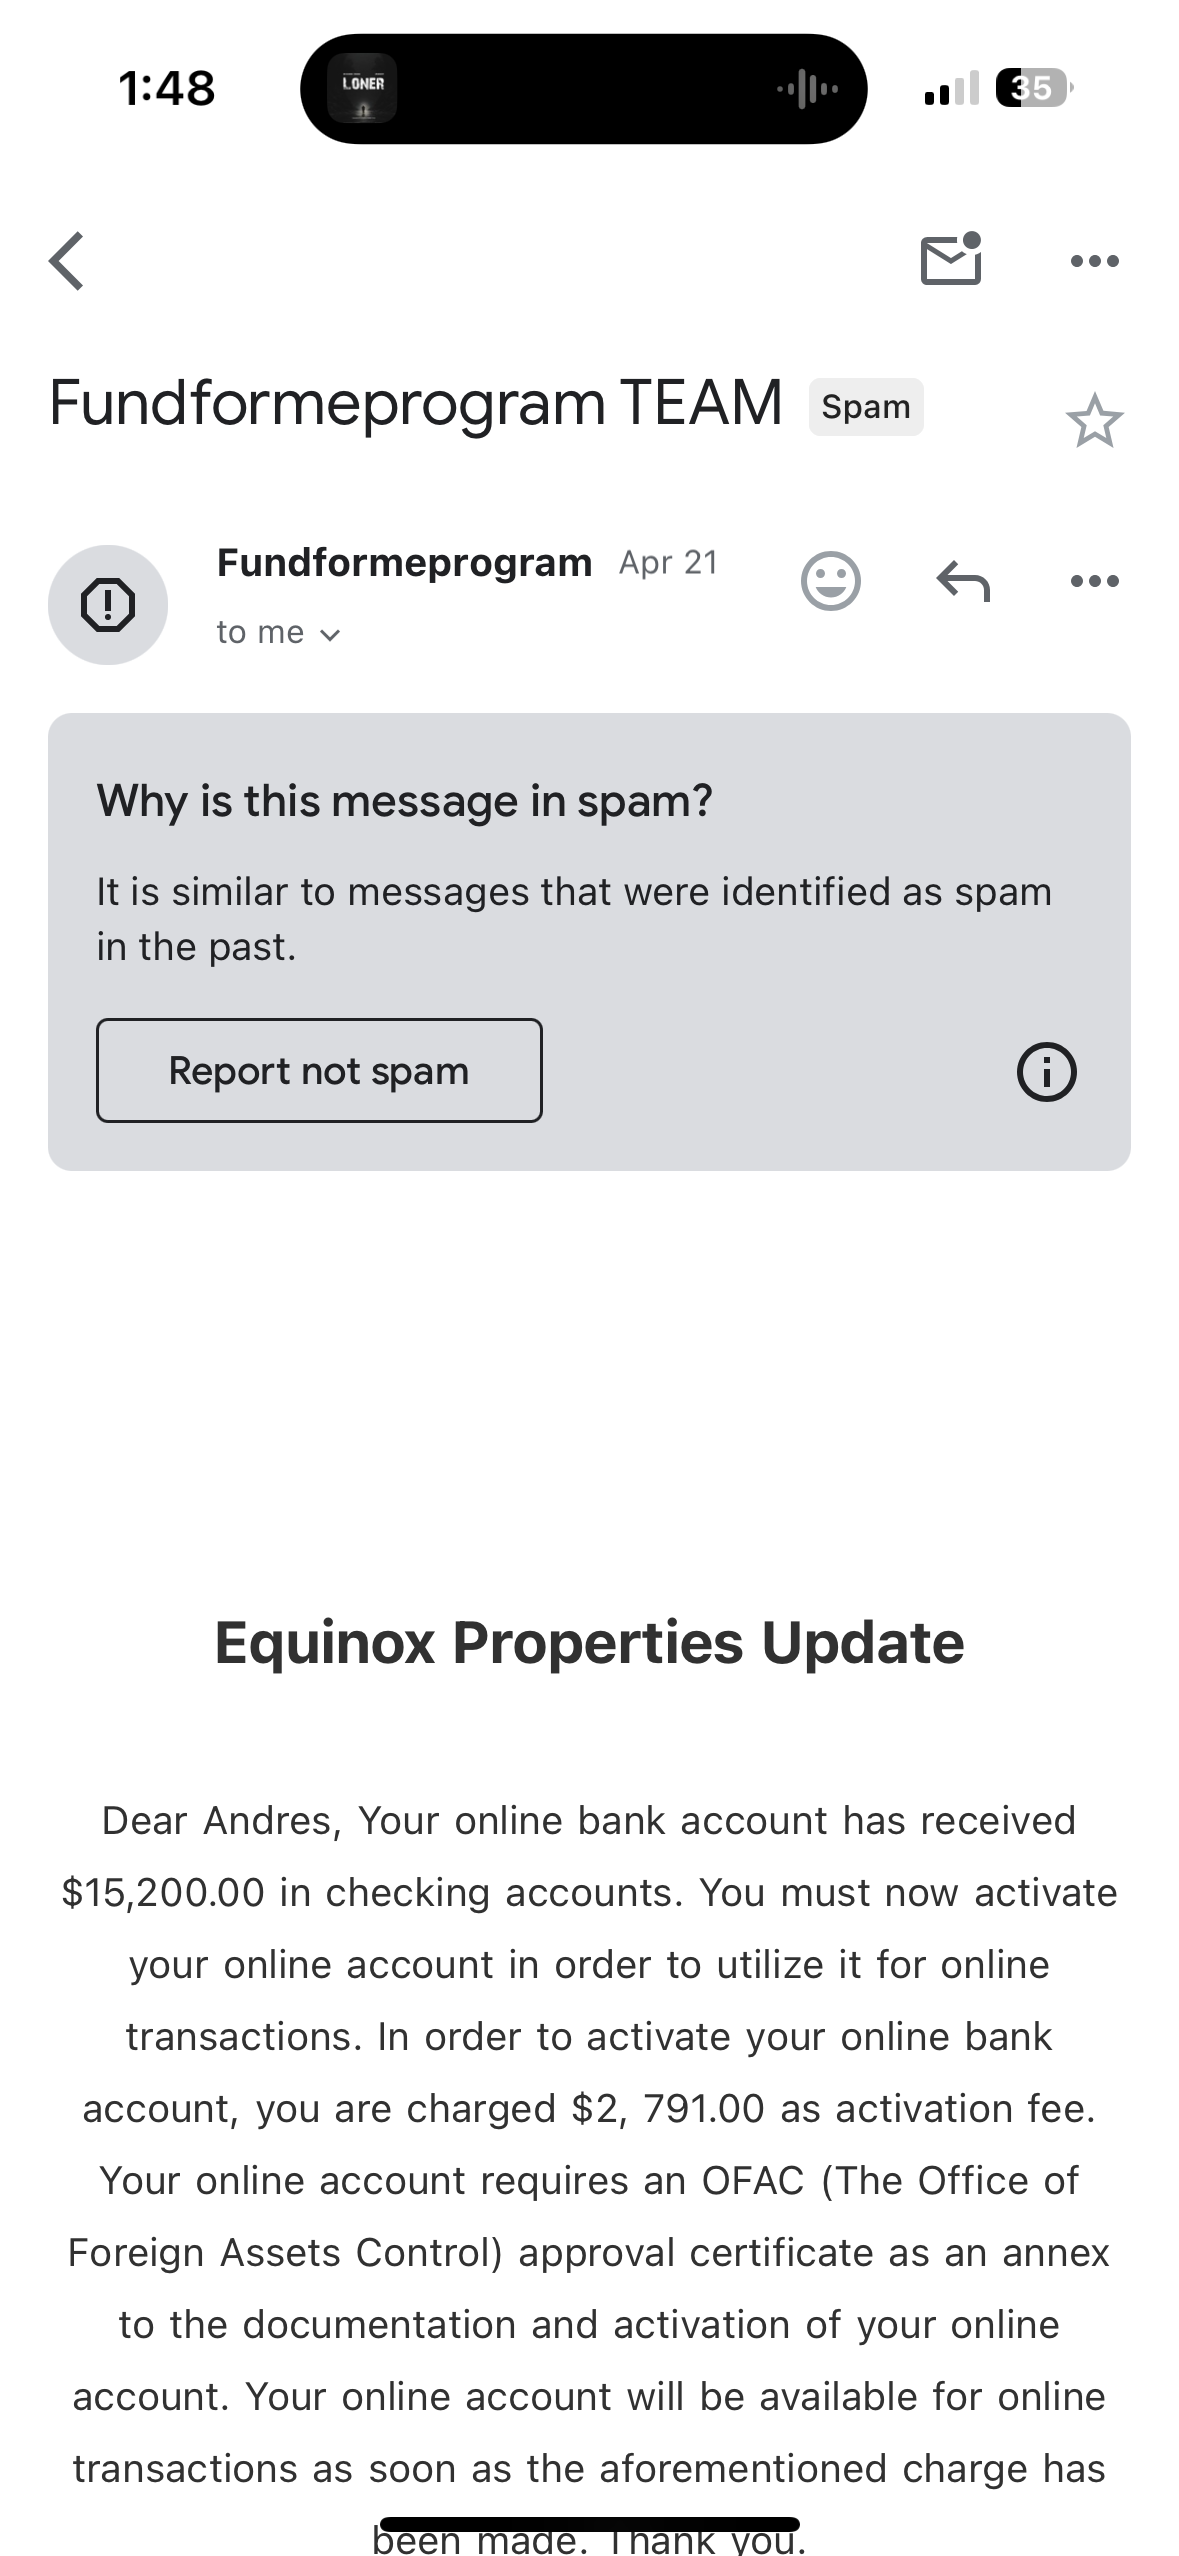 1:48
LONER
35
Fundformeprogram TEAM Spam
Fundformeprogram Apr 21
to me
Why is this message in spam?
It is similar to messages that were identified as spam
in the past.
Report not spam
Equinox Properties Update
Dear Andres, Your online bank account has received
$15,200.00 in checking accounts. You must now activate
your online account in order to utilize it for online
transactions. In order to activate your online bank
account, you are charged $2, 791.00 as activation fee.
Your online account requires an OFAC (The Office of
Foreign Assets Control) approval certificate as an annex
to the documentation and activation of your online
account. Your online account will be available for online
transactions as soon as the aforementioned charge has
been made. Thank you.